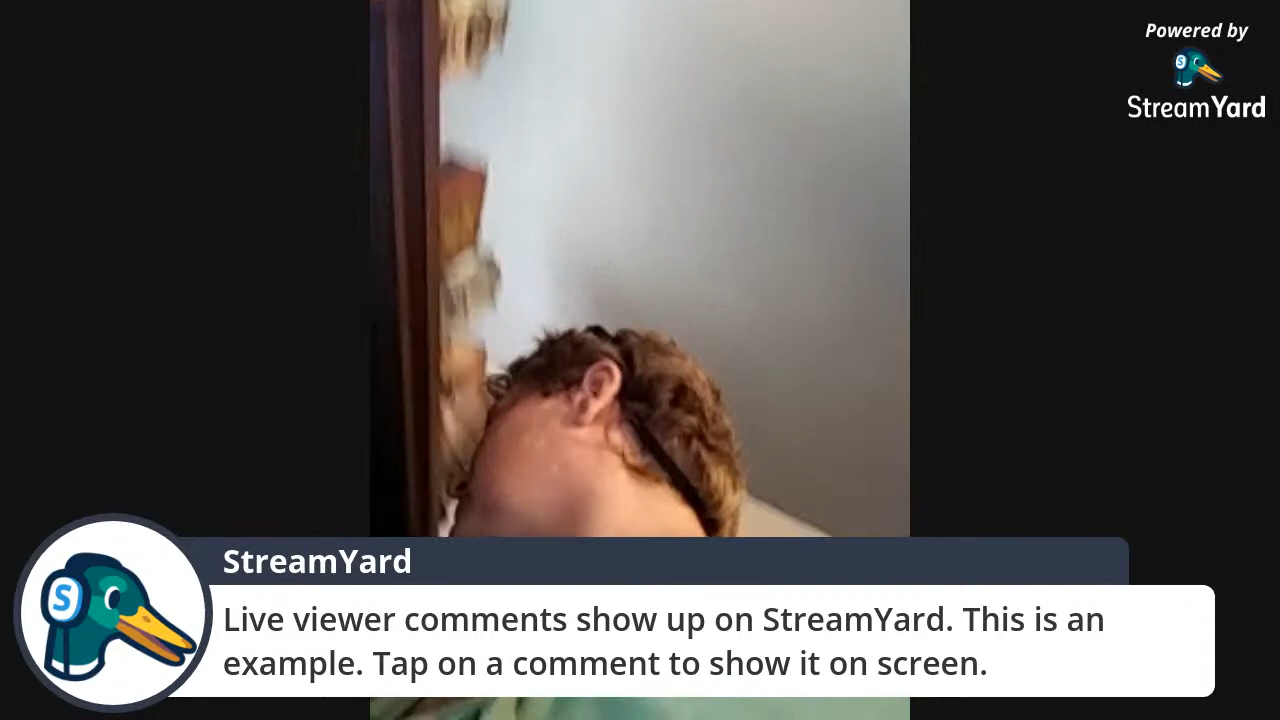 Powered by
S
StreamYard
StreamYard
S
Live viewer comments show up on StreamYard. This is an
example. Tap on a comment to show it on screen.